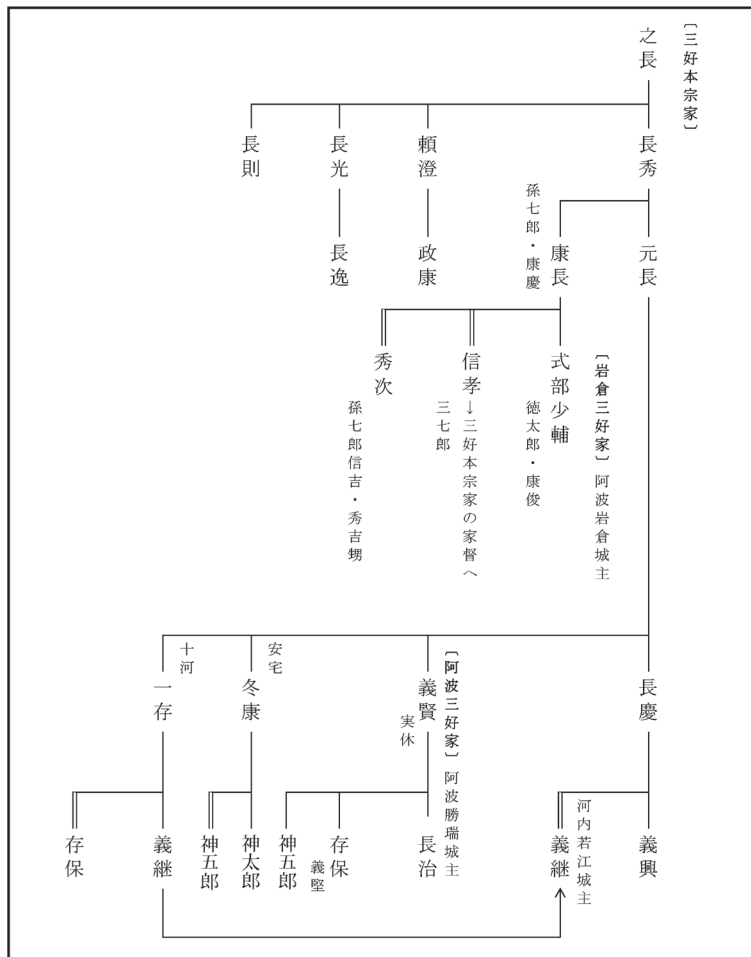 〔三好本宗家〕
之長
長秀
頼澄
長光
長則
元長
康長
孫七郎・康慶
政康
長逸
〔岩倉三好家〕阿波岩倉城主
式部少輔
徳太郎・康俊
信孝→三好本宗家の家督へ
三七郎
秀次
孫七郎信吉・秀吉甥
長慶
〔阿波三好家〕阿波勝瑞城主
義賢
実休
安宅
冬康
十河
一存
義興
河内若江城主
義継
長治
存保
義堅
神五郎
神太郎
神五郎
義継
存保